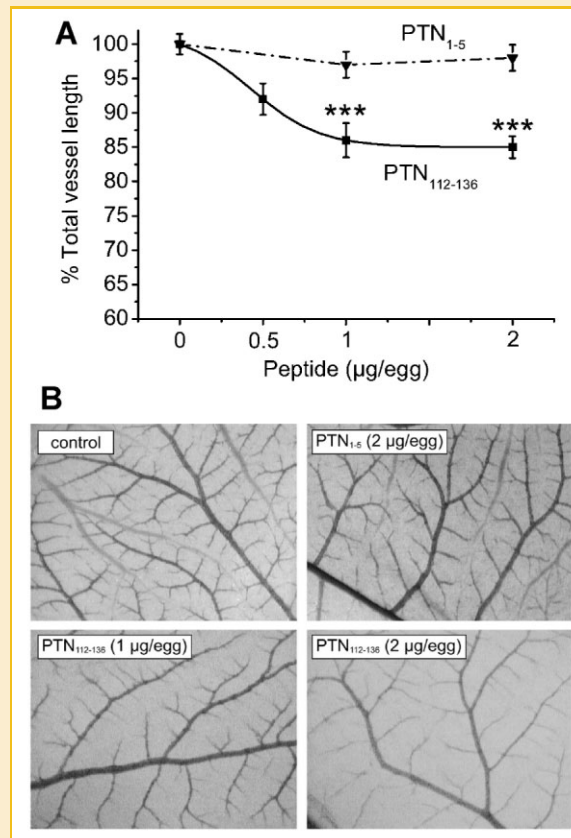 A
PTN₁₋₅
100
95
90
85
80
75
70
65
60
% Total vessel length
***
***
PTN₁₁₂₋₁₃₆
0
0.5
1
2
Peptide (µg/egg)
B
control
PTN₁₋₅ (2 µg/egg)
PTN₁₁₂₋₁₃₆ (1 µg/egg)
PTN₁₁₂₋₁₃₆ (2 µg/egg)